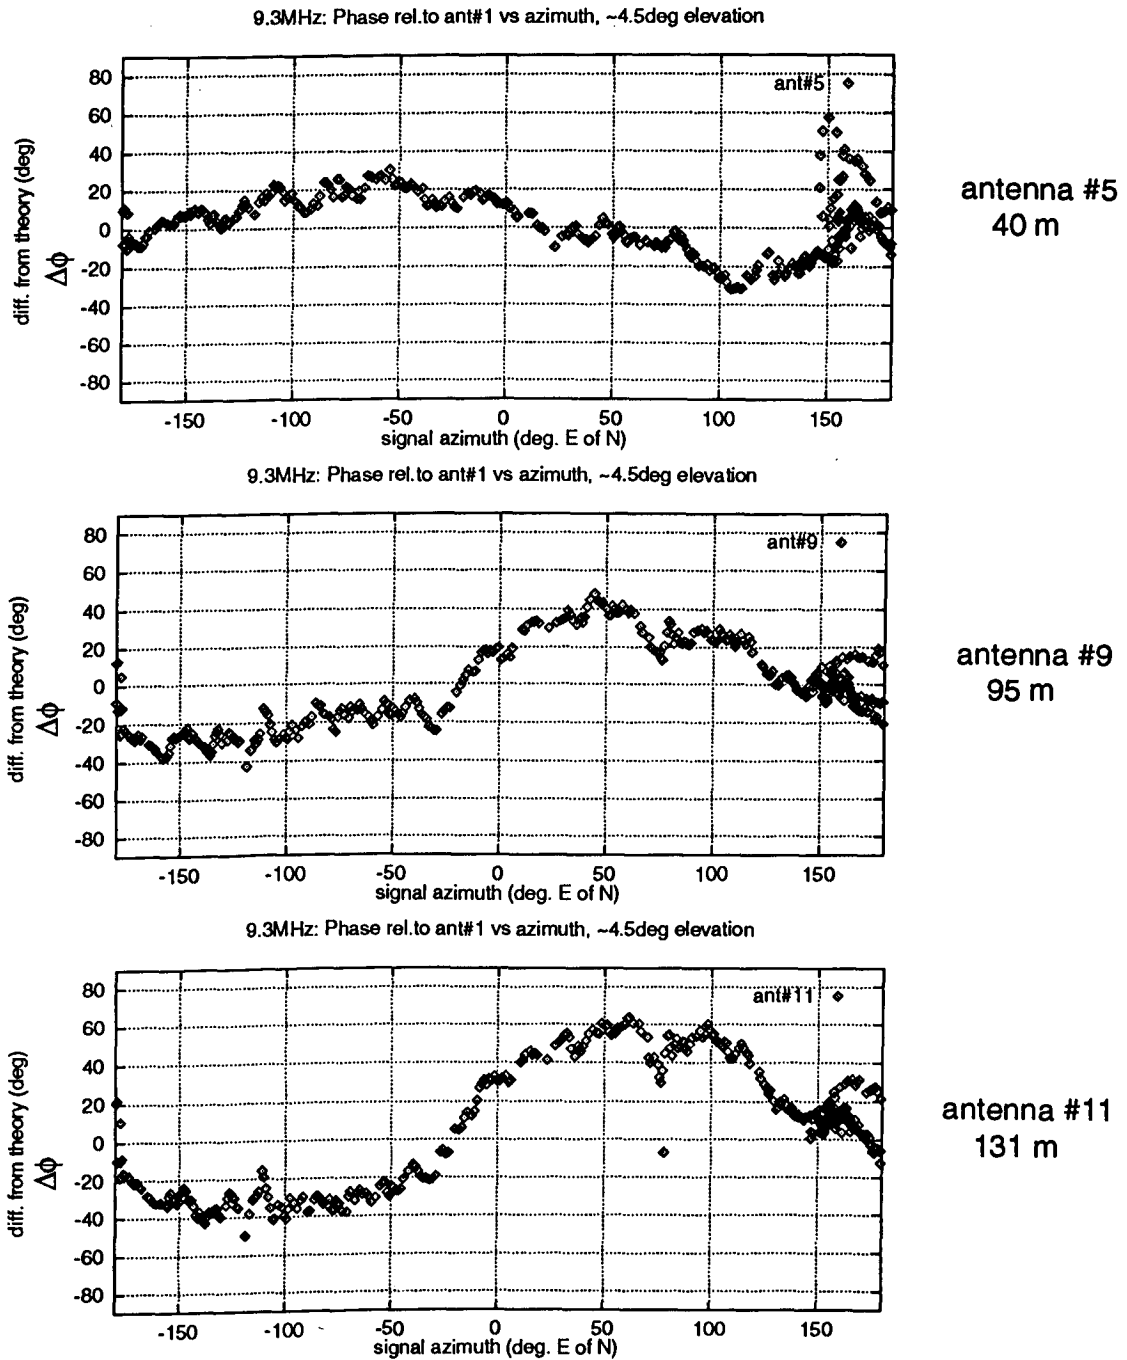 9.3MHz: Phase rel.to ant#1 vs azimuth, ~4.5deg elevation
ant#5
80
60
40
20
0
-20
-40
-60
-80
diff. from theory (deg)
Δϕ
-150 -100 -50 0 50 100 150
signal azimuth (deg. E of N)
antenna #5
40 m
9.3MHz: Phase rel.to ant#1 vs azimuth, ~4.5deg elevation
ant#9
80
60
40
20
0
-20
-40
-60
-80
diff. from theory (deg)
Δϕ
-150 -100 -50 0 50 100 150
signal azimuth (deg. E of N)
antenna #9
95 m
9.3MHz: Phase rel.to ant#1 vs azimuth, ~4.5deg elevation
ant#11
80
60
40
20
0
-20
-40
-60
-80
diff. from theory (deg)
Δϕ
-150 -100 -50 0 50 100 150
signal azimuth (deg. E of N)
antenna #11
131 m